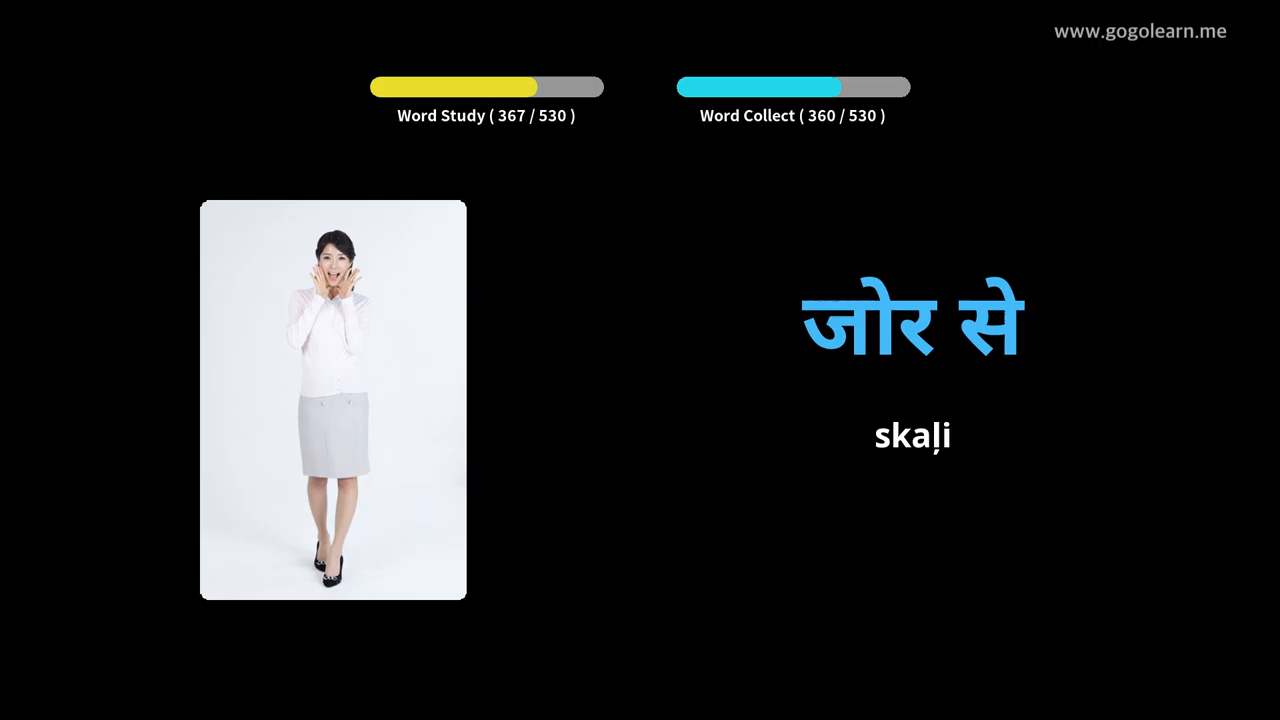 www.gogolearn.me
Word Study ( 367 / 530 )
Word Collect ( 360 / 530 )
जोर से
skaļi